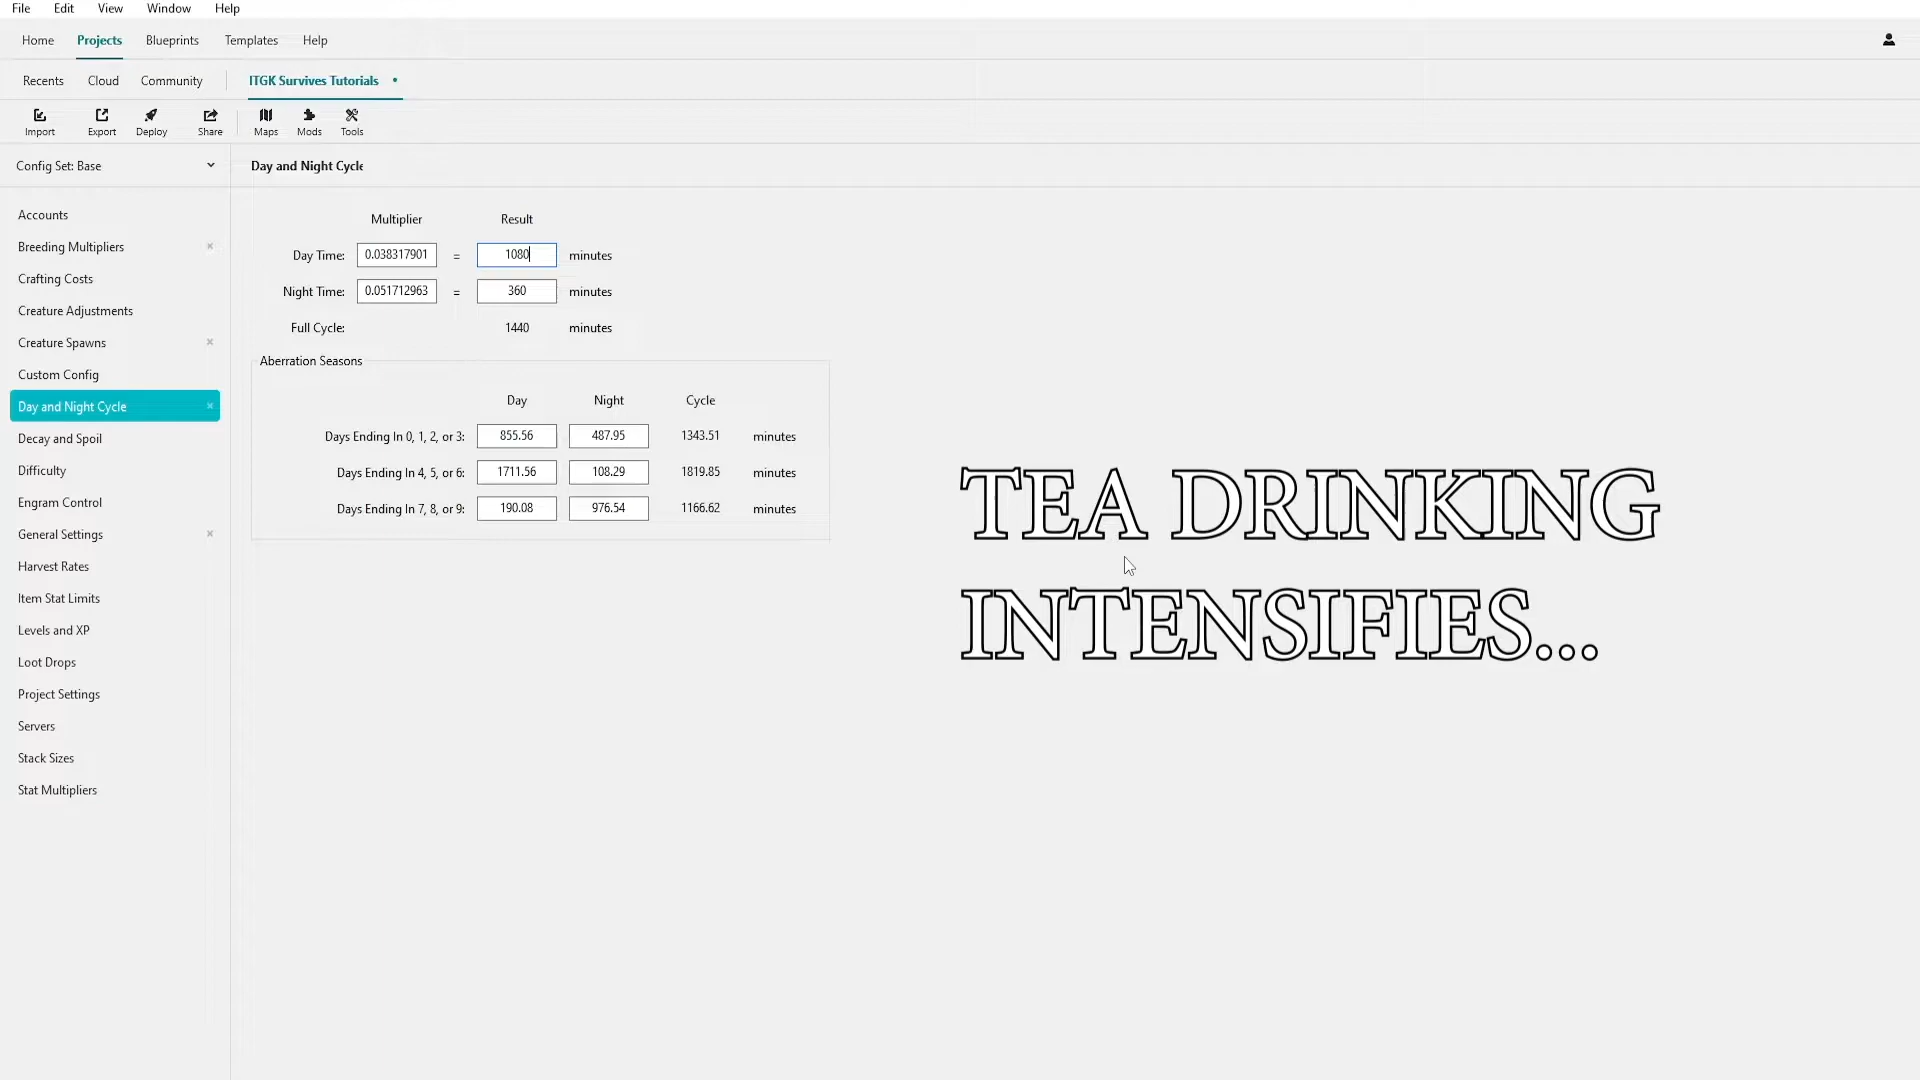 File Edit View Window Help
Home Projects Blueprints Templates Help
Recents Cloud Community ITGK Survives Tutorials •
Import Export Deploy Share Maps Mods Tools
Config Set: Base
Day and Night Cycle
Accounts
Breeding Multipliers
Crafting Costs
Creature Adjustments
Creature Spawns
Custom Config
Day and Night Cycle
Decay and Spoil
Difficulty
Engram Control
General Settings
Harvest Rates
Item Stat Limits
Levels and XP
Loot Drops
Project Settings
Servers
Stack Sizes
Stat Multipliers
Multiplier Result
Day Time: 0.038317901 = 1080 minutes
Night Time: 0.051712963 = 360 minutes
Full Cycle: 1440 minutes
Aberration Seasons
Day Night Cycle
Days Ending In 0, 1, 2, or 3: 855.56 487.95 1343.51 minutes
Days Ending In 4, 5, or 6: 1711.56 108.29 1819.85 minutes
Days Ending In 7, 8, or 9: 190.08 976.54 1166.62 minutes
TEA DRINKING
INTENSIFIES...